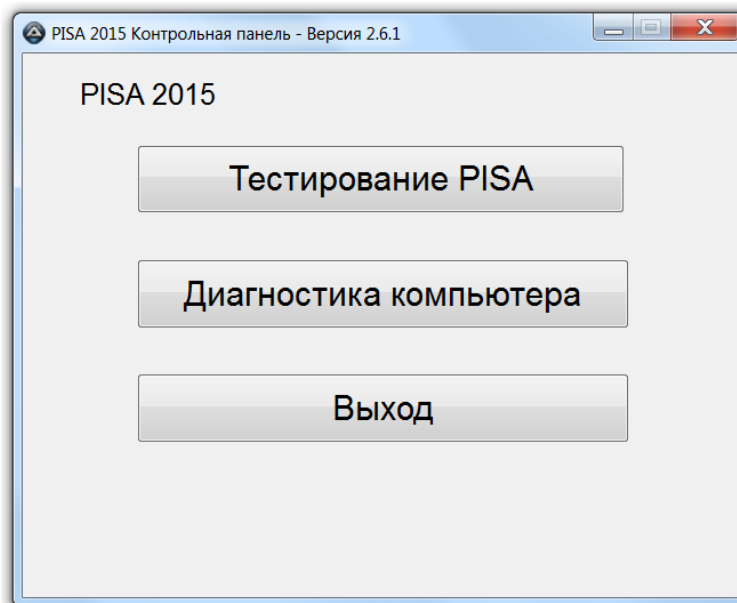 PISA 2015 Контрольная панель - Версия 2.6.1
PISA 2015
Тестирование PISA
Диагностика компьютера
Выход